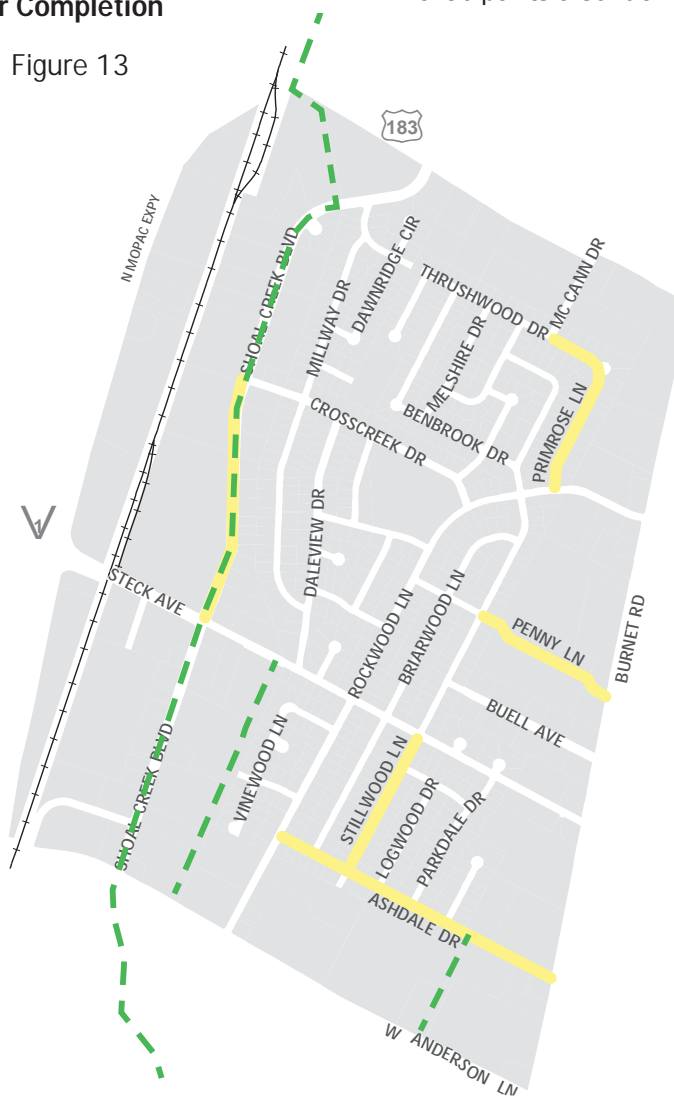 r Completion
Figure 13
183
N MOPAC EXPY
SHOAL CREEK BLVD
MILLWAY DR
DAWNRIDGE CIR
THRUSHWOOD DR
MC CANN DR
MELSHIRE DR
BENBROOK DR
CROSSCREEK DR
PRIMROSE LN
DALEVIEW DR
1
STECK AVE
ROCKWOOD LN
BRIARWOOD LN
PENNY LN
BURNET RD
BUELL AVE
SHOAL CREEK BLVD
VINEWOOD LN
STILLWOOD LN
LOGWOOD DR
PARKDALE DR
ASHDALE DR
W ANDERSON LN